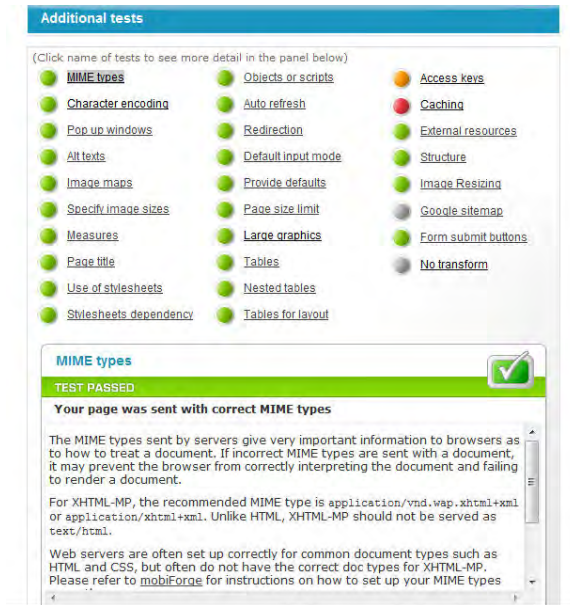 Additional tests
(Click name of tests to see more detail in the panel below)
MIME types
Character encoding
Pop up windows
Alt texts
Image maps
Specify image sizes
Measures
Page title
Use of stylesheets
Stylesheets dependency
Objects or scripts
Auto refresh
Redirection
Default input mode
Provide defaults
Page size limit
Large graphics
Tables
Nested tables
Tables for layout
Access keys
Caching
External resources
Structure
Image Resizing
Google sitemap
Form submit buttons
No transform
MIME types
TEST PASSED
Your page was sent with correct MIME types
The MIME types sent by servers give very important information to browsers as
to how to treat a document. If incorrect MIME types are sent with a document,
it may prevent the browser from correctly interpreting the document and failing
to render a document.
For XHTML-MP, the recommended MIME type is application/vnd.wap.xhtml+xml
or application/xhtml+xml. Unlike HTML, XHTML-MP should not be served as
text/html.
Web servers are often set up correctly for common document types such as
HTML and CSS, but often do not have the correct doc types for XHTML-MP.
Please refer to mobiForge for instructions on how to set up your MIME types